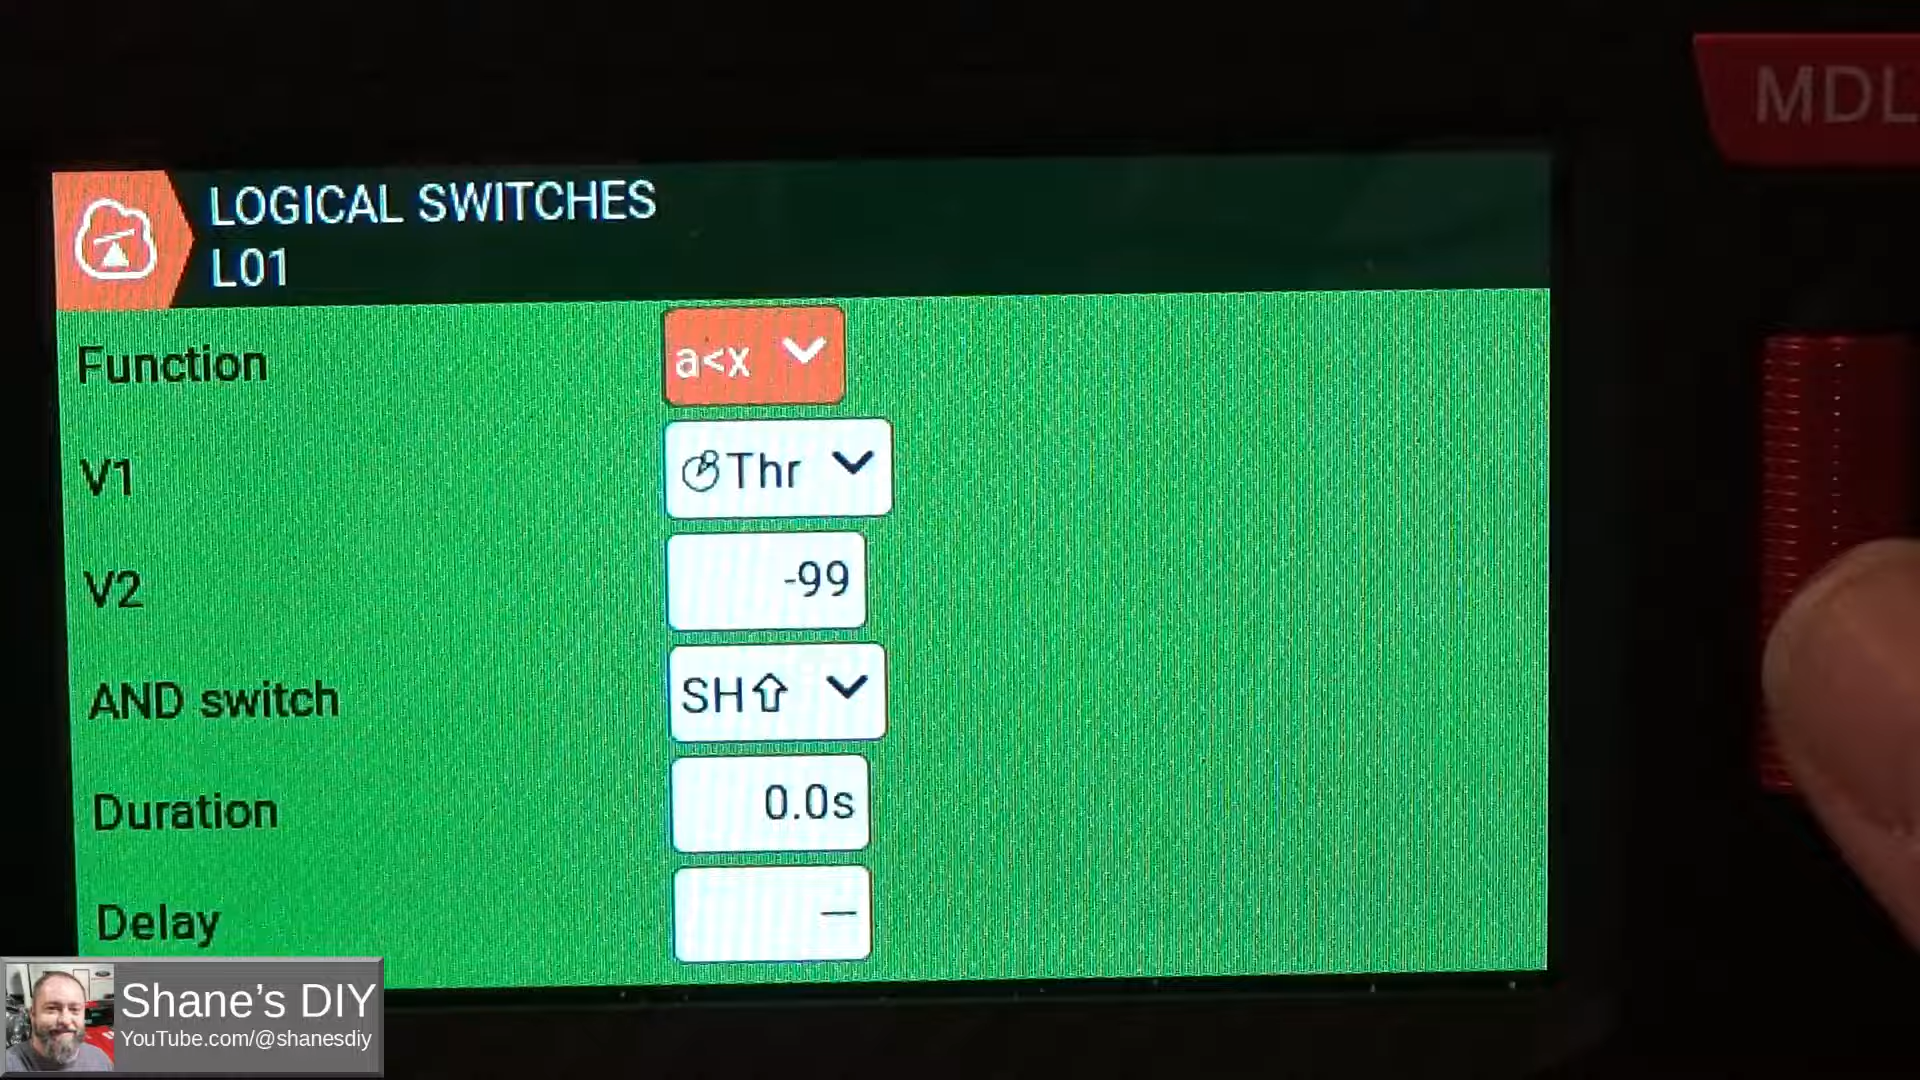 MDL
LOGICAL SWITCHES
L01
Function a<x
V1 Thr
V2 -99
AND switch SH⇧
Duration 0.0s
Delay —
Shane's DIY
YouTube.com/@shanesdiy